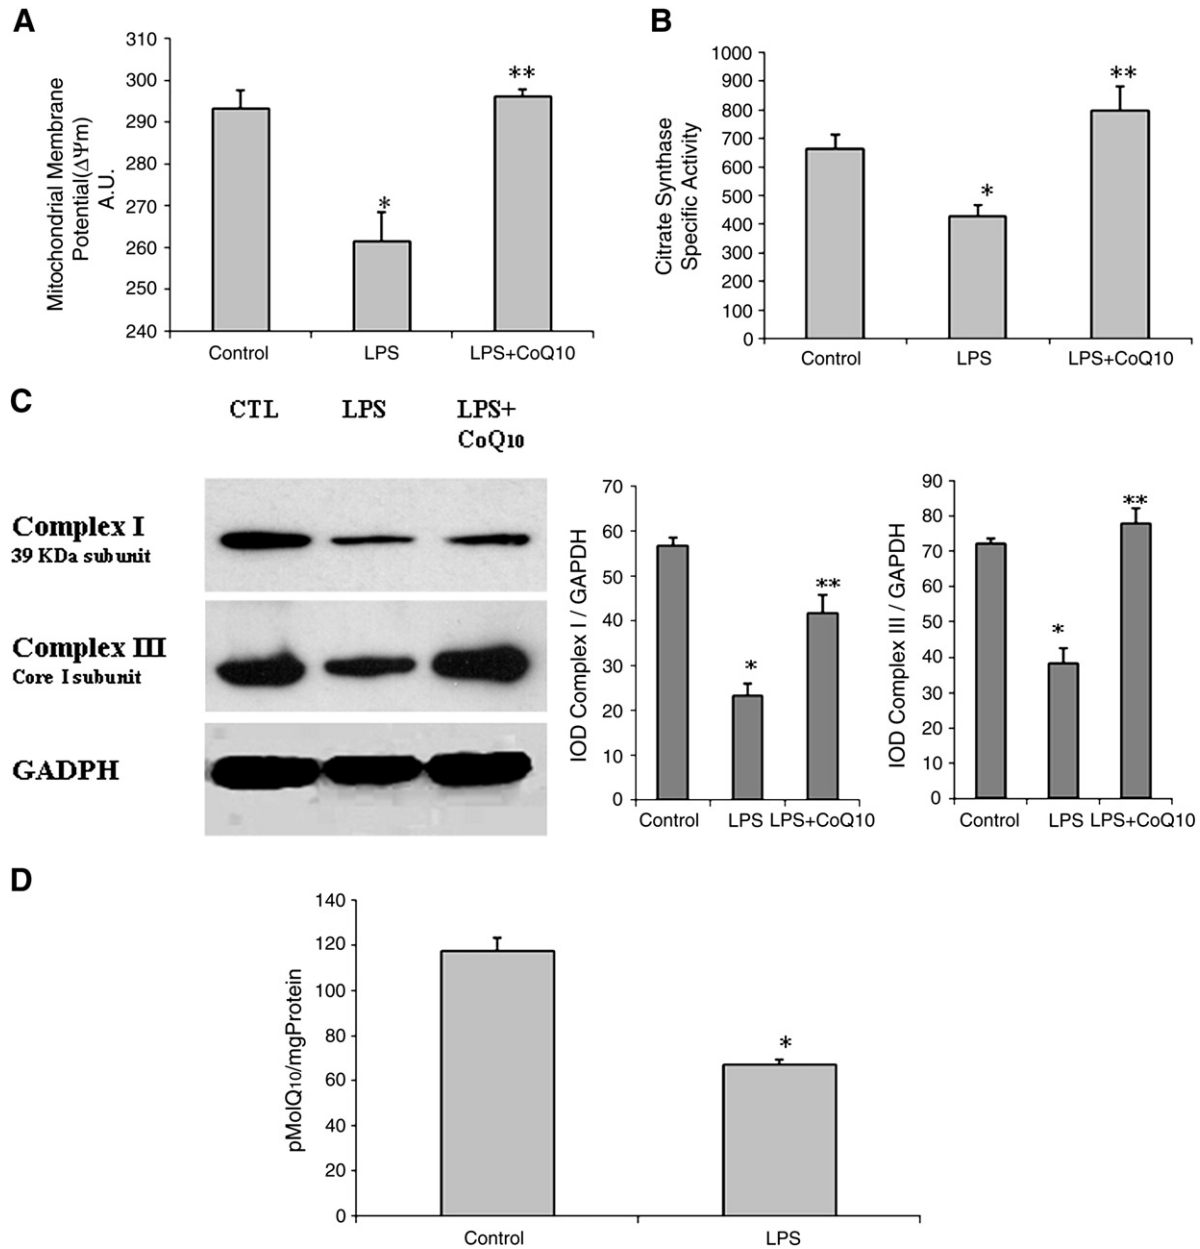 A
310
300
290
280
270
260
250
240
Mitochondrial Membrane
Potential(ΔΨm)
A.U.
*
**
Control
LPS
LPS+CoQ10
B
1000
900
800
700
600
500
400
300
200
100
0
Citrate Synthase
Specific Activity
*
**
Control
LPS
LPS+CoQ10
C
CTL
LPS
LPS+
CoQ10
Complex I
39 KDa subunit
Complex III
Core I subunit
GADPH
70
60
50
40
30
20
10
0
IOD Complex I / GAPDH
*
**
Control
LPS
LPS+CoQ10
90
80
70
60
50
40
30
20
10
0
IOD Complex III / GAPDH
*
**
Control
LPS
LPS+CoQ10
D
140
120
100
80
60
40
20
0
pMolQ10/mgProtein
*
Control
LPS